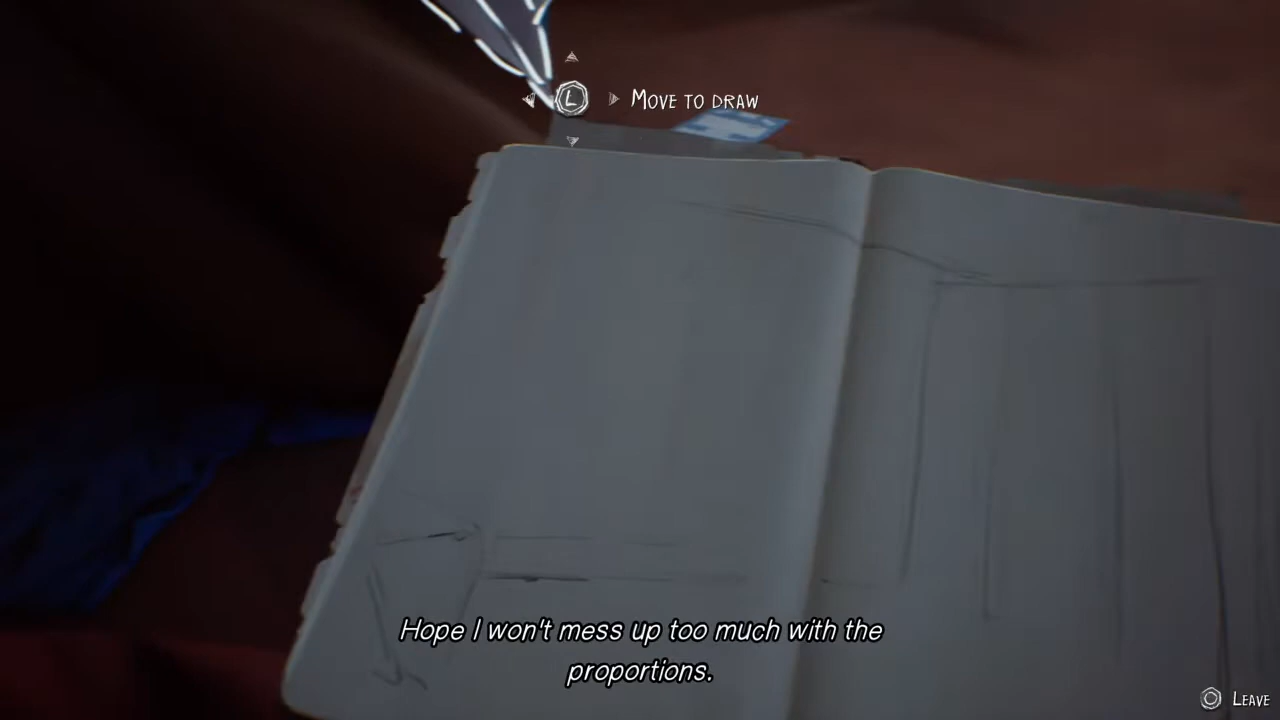 L
MOVE TO DRAW
Hope I won't mess up too much with the
proportions.
LEAVE